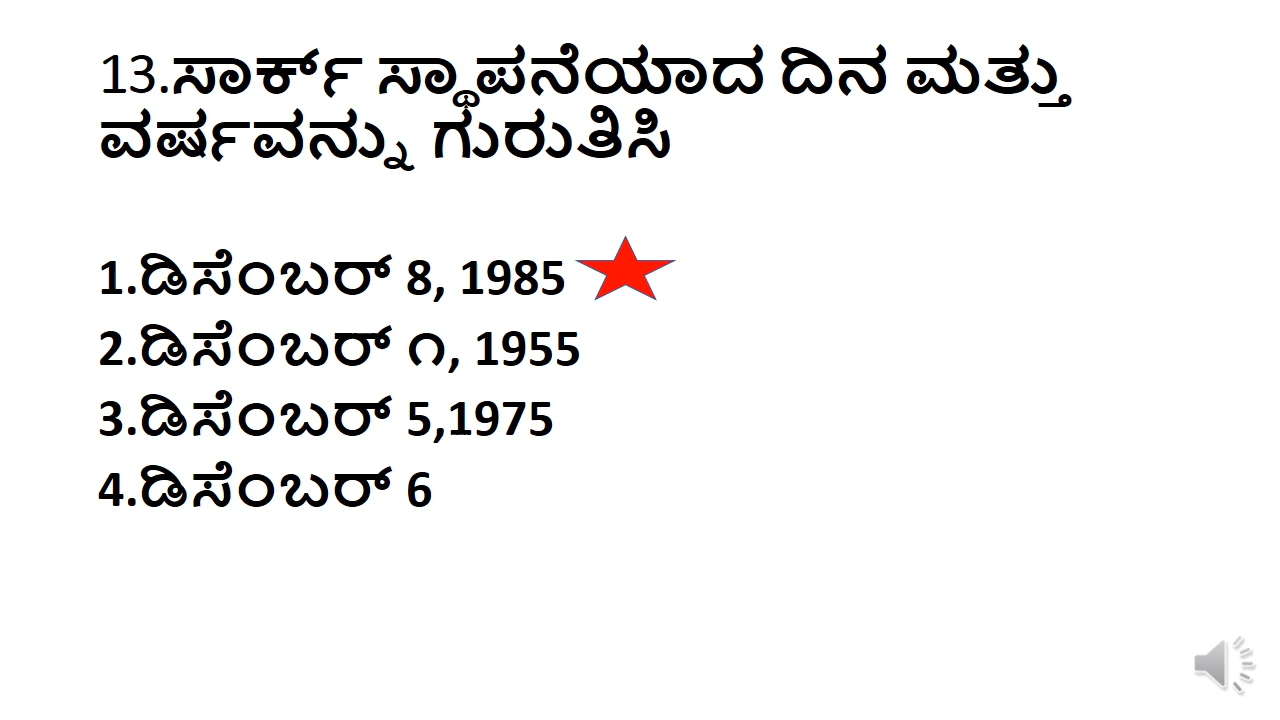 13.ಸಾರ್ಕ್ ಸ್ಥಾಪನೆಯಾದ ದಿನ ಮತ್ತು
ವರ್ಷವನ್ನು ಗುರುತಿಸಿ
1.ಡಿಸೆಂಬರ್ 8, 1985
2.ಡಿಸೆಂಬರ್ ೧, 1955
3.ಡಿಸೆಂಬರ್ 5,1975
4.ಡಿಸೆಂಬರ್ 6